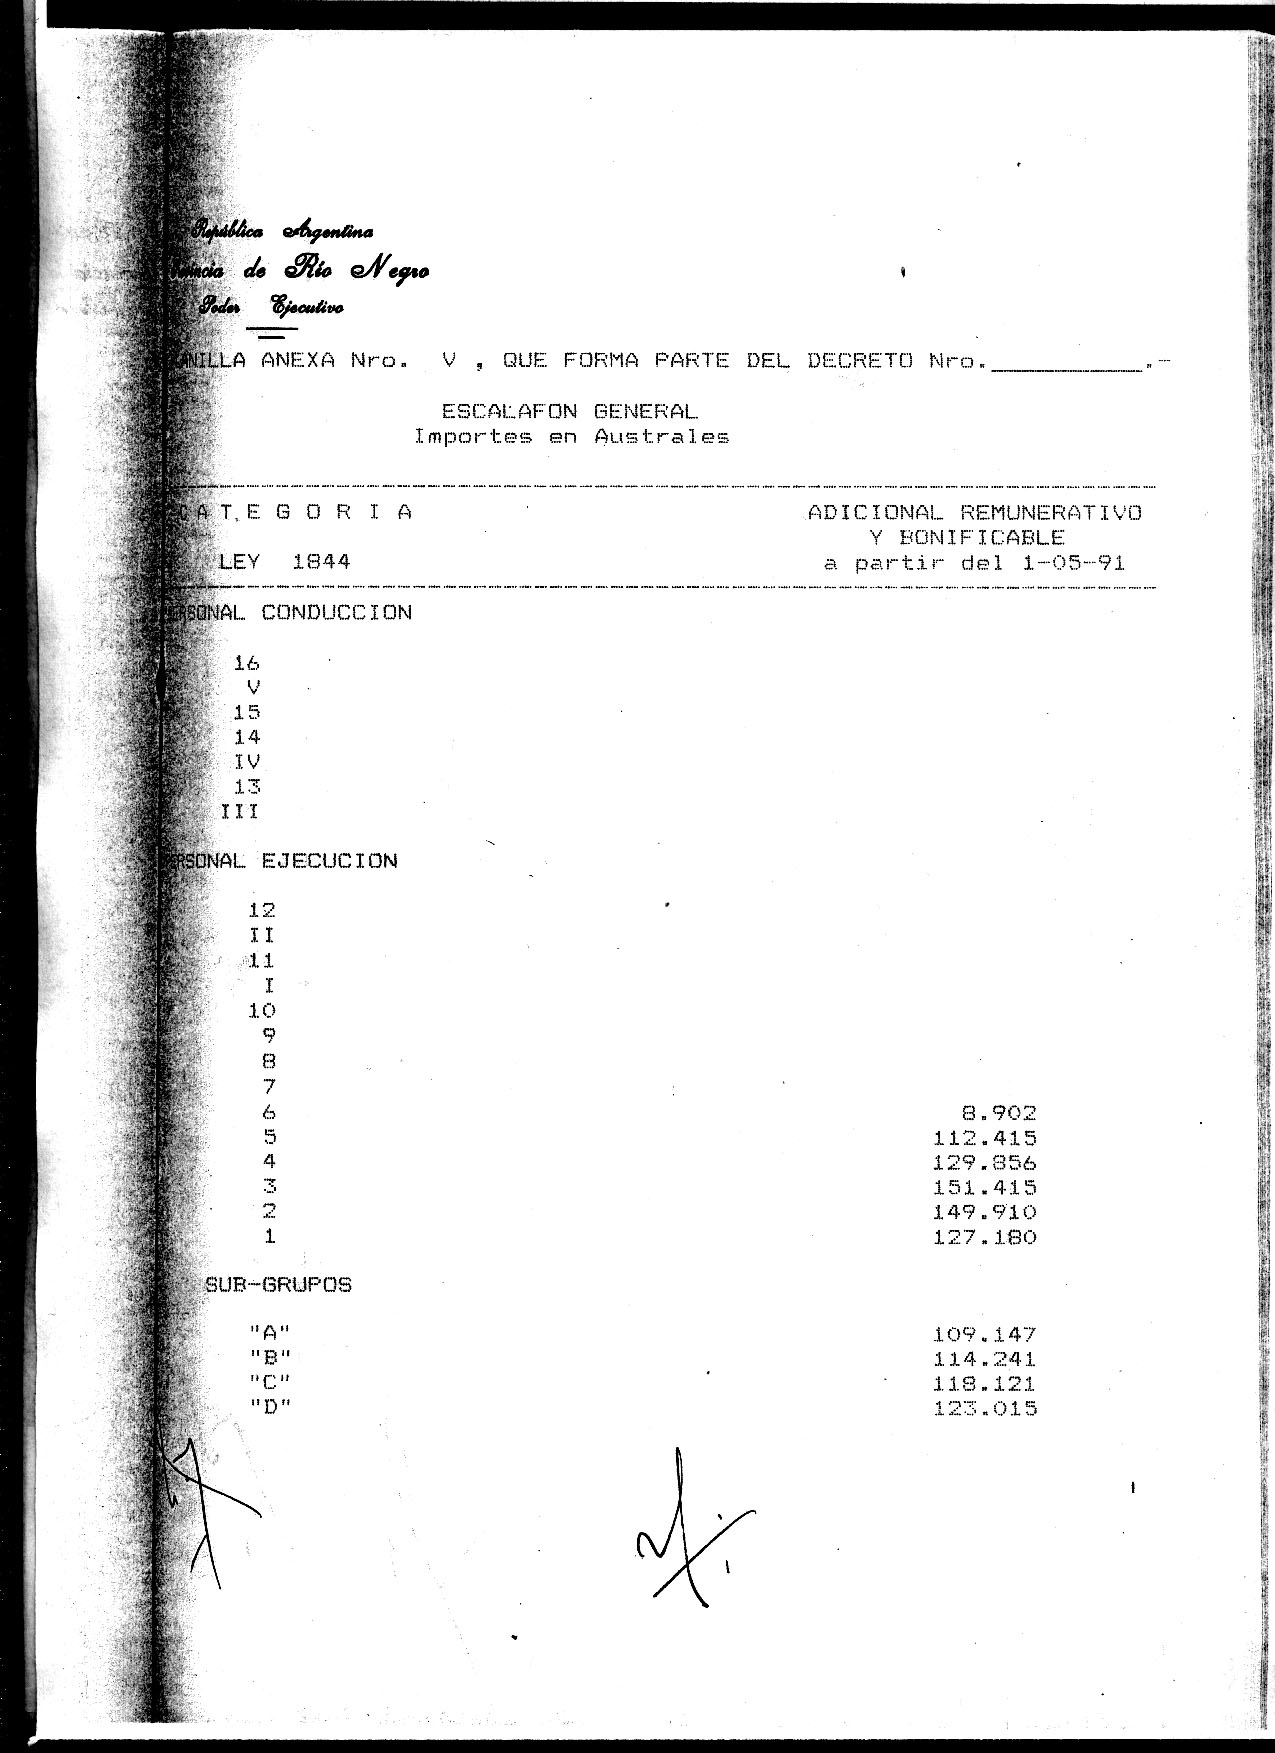 República Argentina
de Río Negro
Poder Ejecutivo
ANEXA Nro. V , QUE FORMA PARTE DEL DECRETO Nro.__________.-
ESCALAFON GENERAL
Importes en Australes
C A T E G O R I A ADICIONAL REMUNERATIVO
Y BONIFICABLE
LEY 1844 a partir del 1-05-91
PERSONAL CONDUCCION
16
V
15
14
IV
13
III
PERSONAL EJECUCION
12
II
11
I
10
9
8
7
6 8.902
5 112.415
4 129.856
3 151.415
2 149.910
1 127.180
SUB-GRUPOS
"A" 109.147
"B" 114.241
"C" 118.121
"D" 123.015